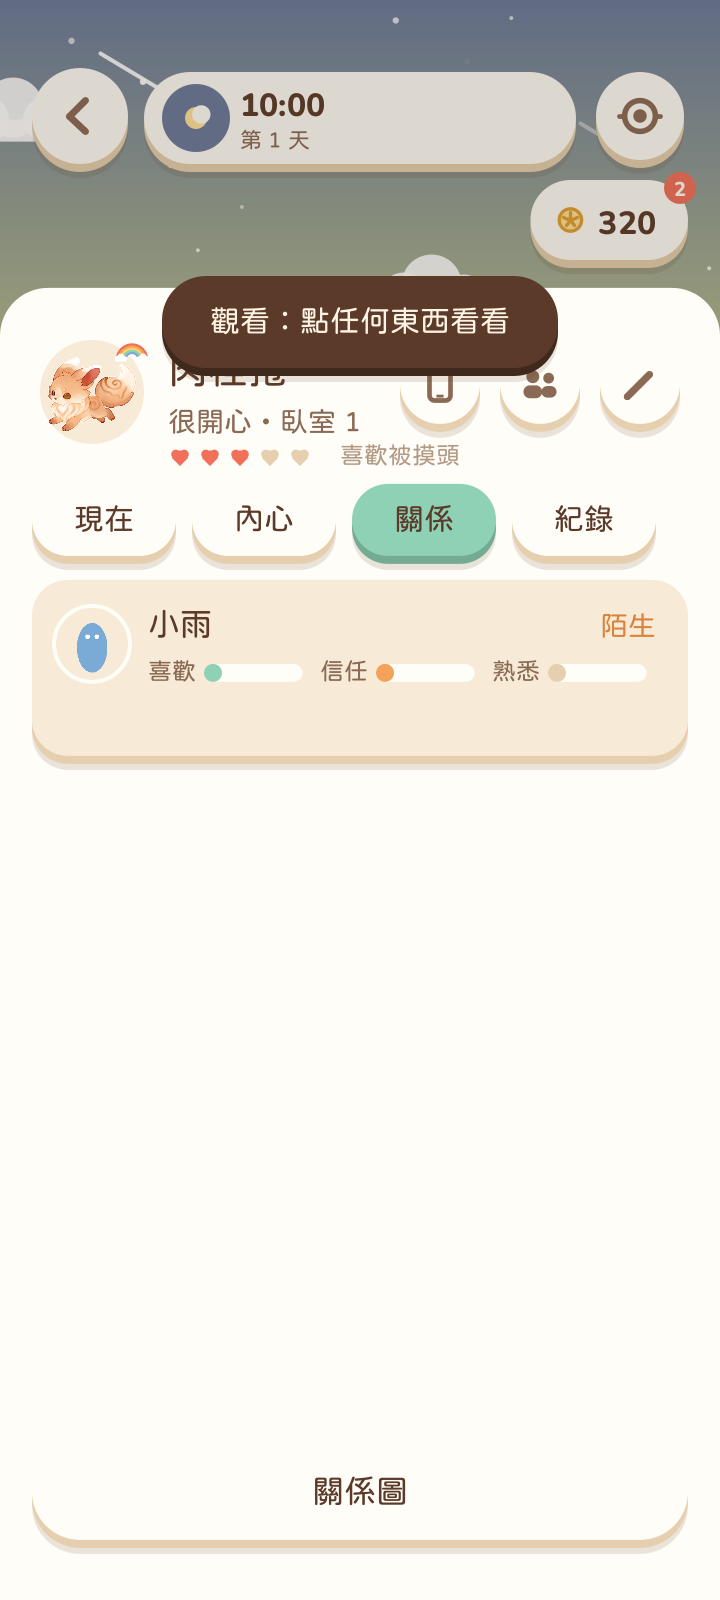 10:00
第 1 天
2
320
觀看：點任何東西看看
很開心・臥室 1
喜歡被摸頭
現在
內心
關係
紀錄
小雨
陌生
喜歡
信任
熟悉
關係圖